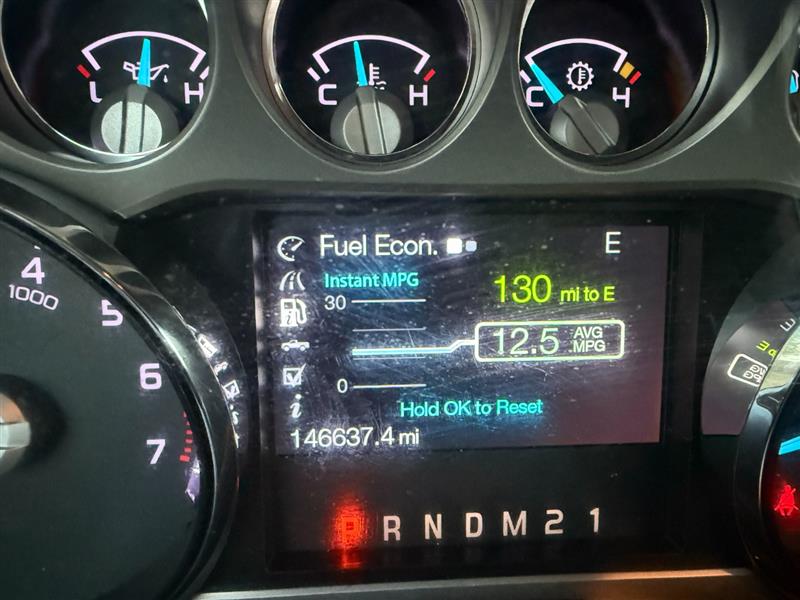 L H
C H
C H
Fuel Econ. E
Instant MPG
30
130 mi to E
12.5 AVG MPG
0
Hold OK to Reset
146637.4 mi
4
1000
5
6
7
P R N D M 2 1